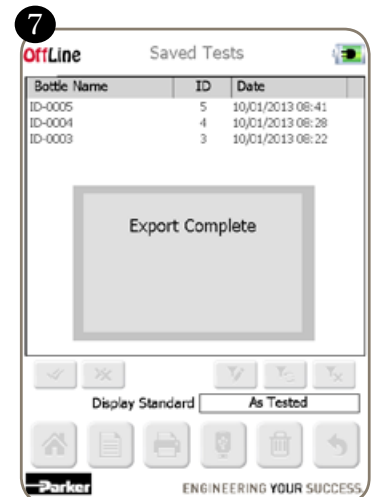 7
OffLine Saved Tests
Bottle Name ID Date
ID-0005 5 10/01/2013 08:41
ID-0004 4 10/01/2013 08:28
ID-0003 3 10/01/2013 08:22
Export Complete
Display Standard As Tested
Parker ENGINEERING YOUR SUCCESS.